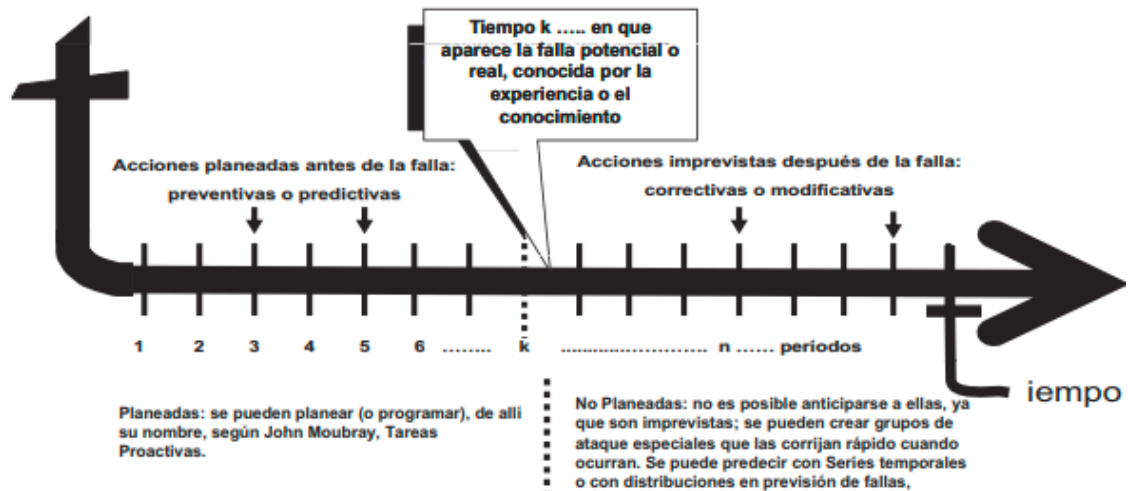 Tiempo k ….. en que
aparece la falla potencial o
real, conocida por la
experiencia o el
conocimiento
Acciones planeadas antes de la falla:
preventivas o predictivas
Acciones imprevistas después de la falla:
correctivas o modificativas
1 2 3 4 5 6 …….. k ....................………. n …… períodos
t
tiempo
Planeadas: se pueden planear (o programar), de allí
su nombre, según John Moubray, Tareas
Proactivas.
No Planeadas: no es posible anticiparse a ellas, ya
que son imprevistas; se pueden crear grupos de
ataque especiales que las corrijan rápido cuando
ocurran. Se puede predecir con Series temporales
o con distribuciones en previsión de fallas,